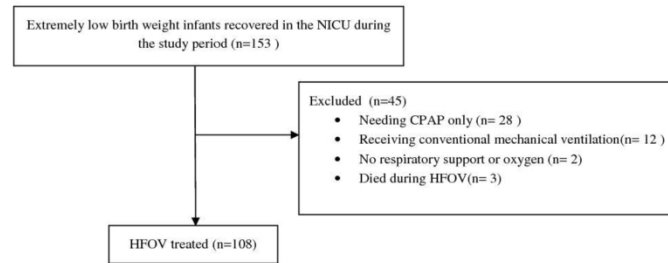 Extremely low birth weight infants recovered in the NICU during
the study period (n=153 )
Excluded (n=45)
• Needing CPAP only (n= 28 )
• Receiving conventional mechanical ventilation(n= 12 )
• No respiratory support or oxygen (n= 2)
• Died during HFOV(n= 3)
HFOV treated (n=108)